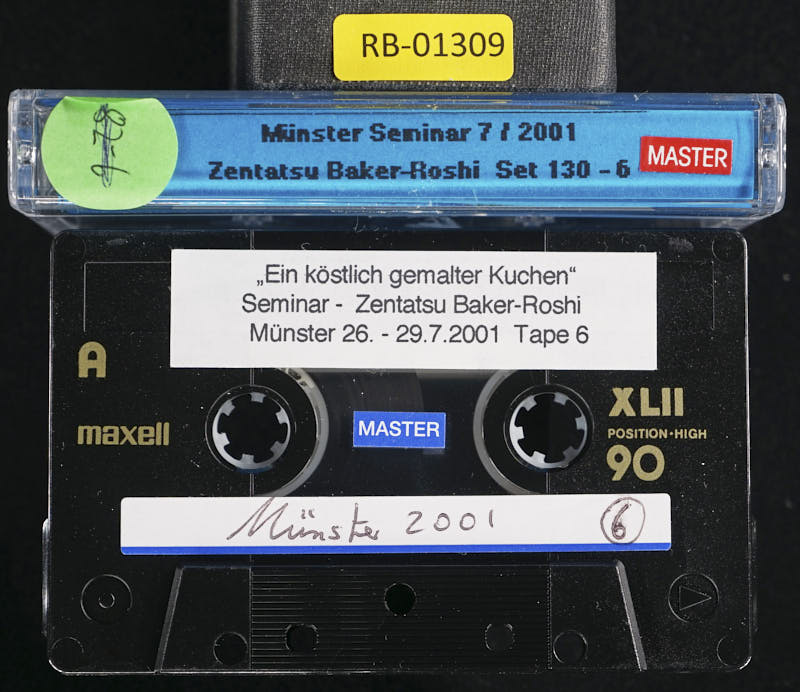 RB-01309
Münster Seminar 7 / 2001
Zentatsu Baker-Roshi Set 130 - 6
MASTER
„Ein köstlich gemalter Kuchen“
Seminar - Zentatsu Baker-Roshi
Münster 26. - 29.7.2001 Tape 6
A
maxell
MASTER
XLII
POSITION·HIGH
90
Münster 2001 6